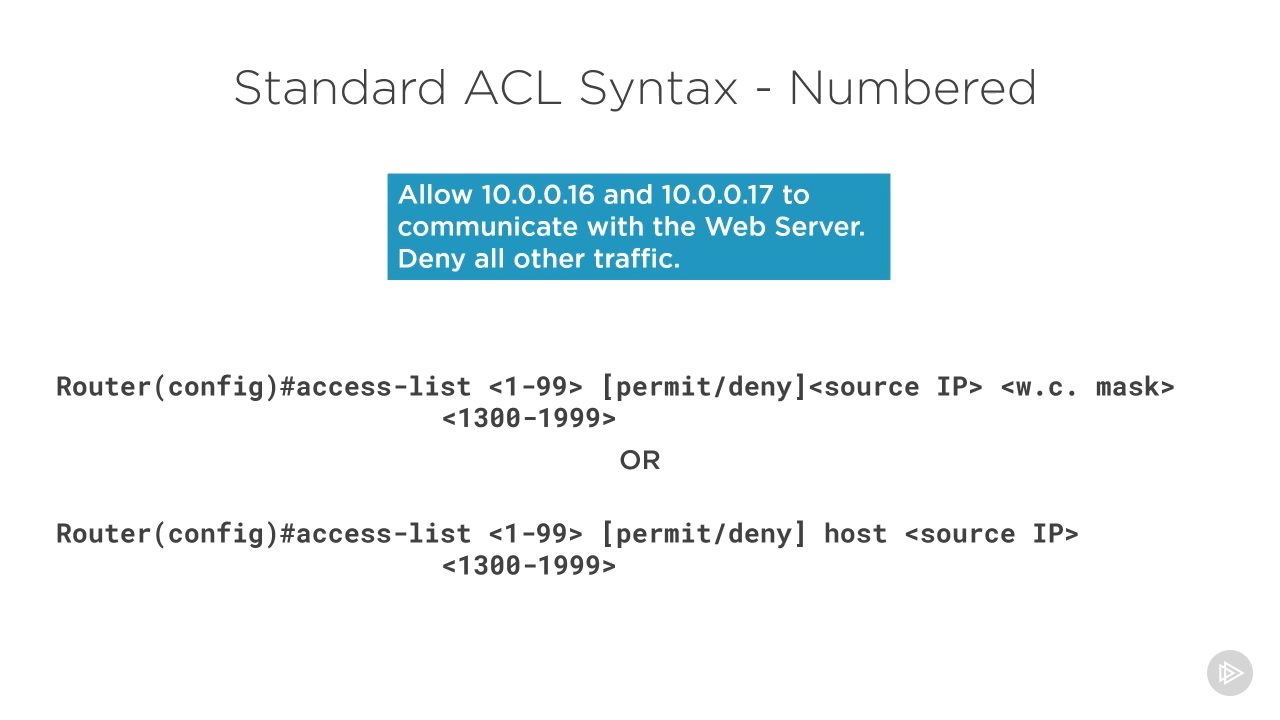 Standard ACL Syntax - Numbered
Allow 10.0.0.16 and 10.0.0.17 to
communicate with the Web Server.
Deny all other traffic.
Router(config)#access-list <1-99> [permit/deny]<source IP> <w.c. mask>
<1300-1999>
OR
Router(config)#access-list <1-99> [permit/deny] host <source IP>
<1300-1999>